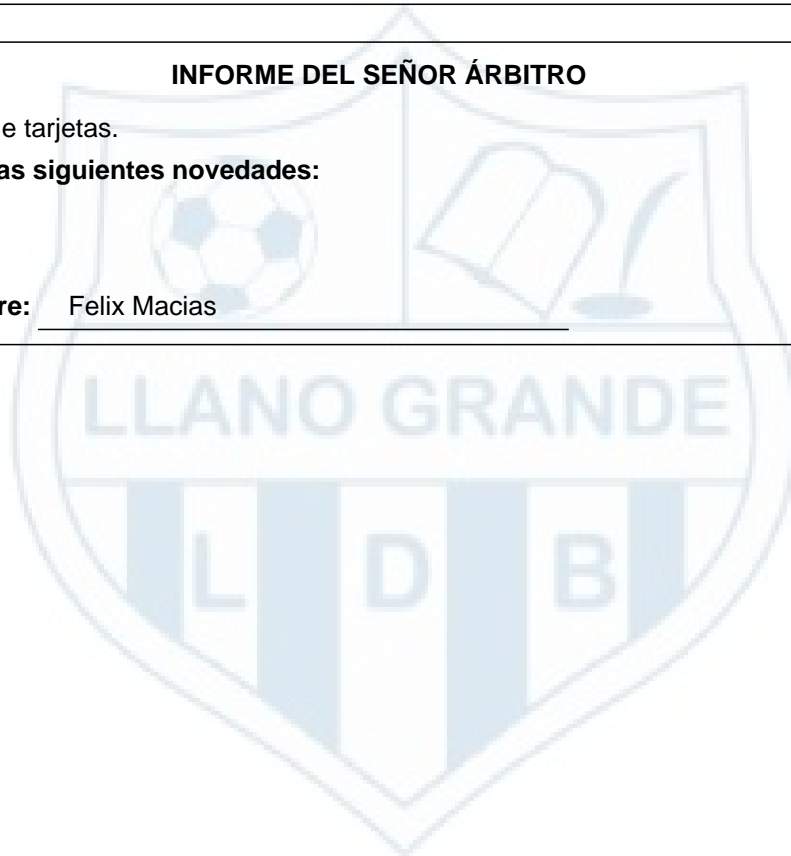 INFORME DEL SEÑOR ÁRBITRO
e tarjetas.
as siguientes novedades:
re: Felix Macias
LLANO GRANDE
L D B